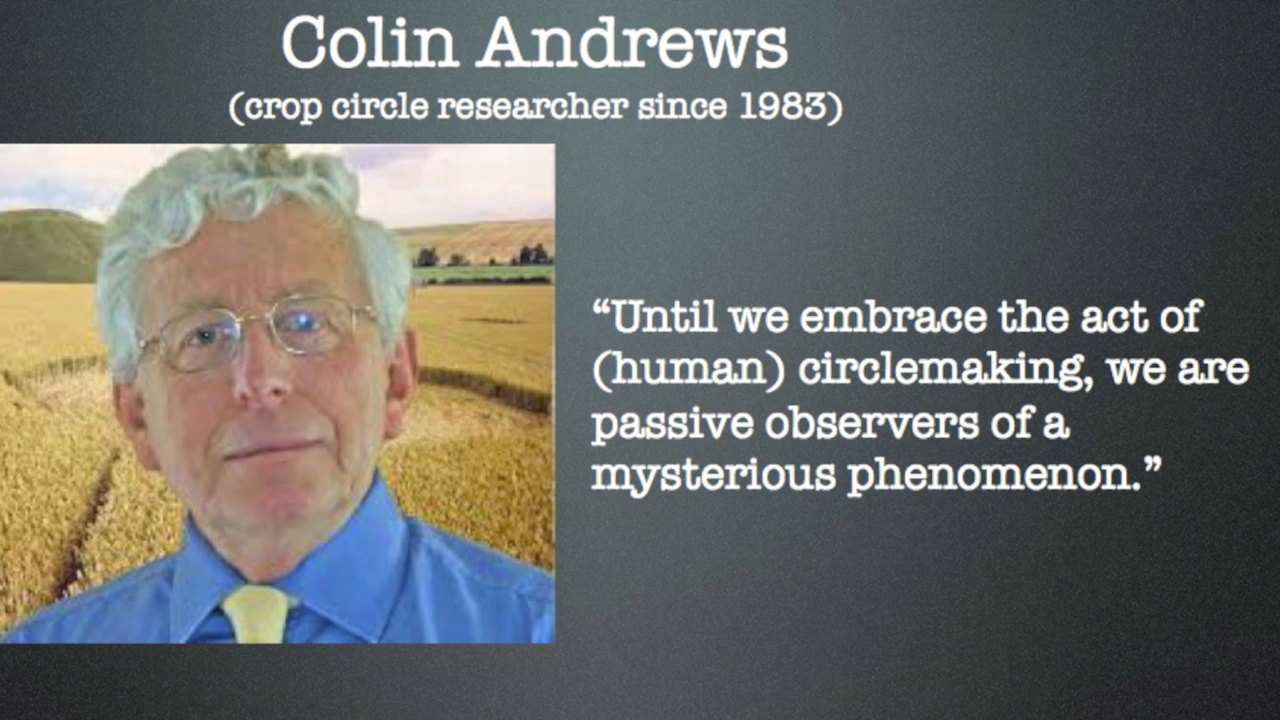 Colin Andrews
(crop circle researcher since 1983)
“Until we embrace the act of
(human) circlemaking, we are
passive observers of a
mysterious phenomenon.”